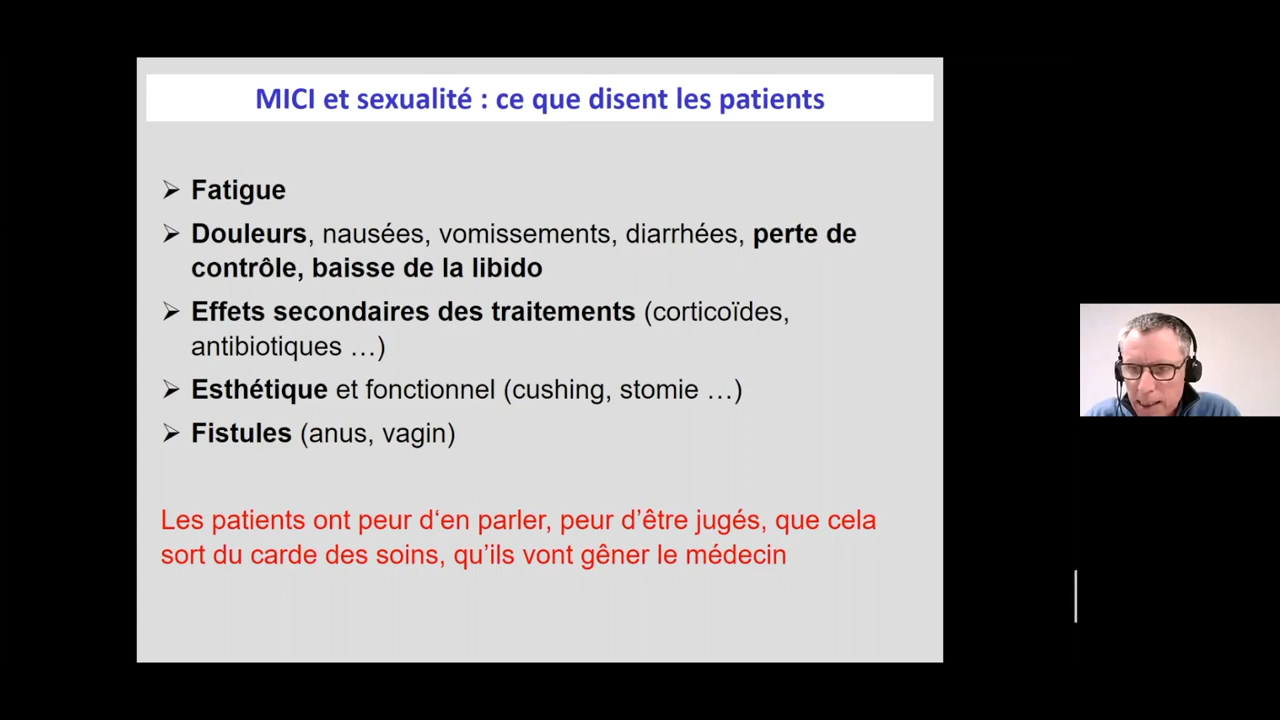 MICI et sexualité : ce que disent les patients
➢ Fatigue
➢ Douleurs, nausées, vomissements, diarrhées, perte de
contrôle, baisse de la libido
➢ Effets secondaires des traitements (corticoïdes,
antibiotiques …)
➢ Esthétique et fonctionnel (cushing, stomie …)
➢ Fistules (anus, vagin)
Les patients ont peur d‘en parler, peur d’être jugés, que cela
sort du carde des soins, qu’ils vont gêner le médecin